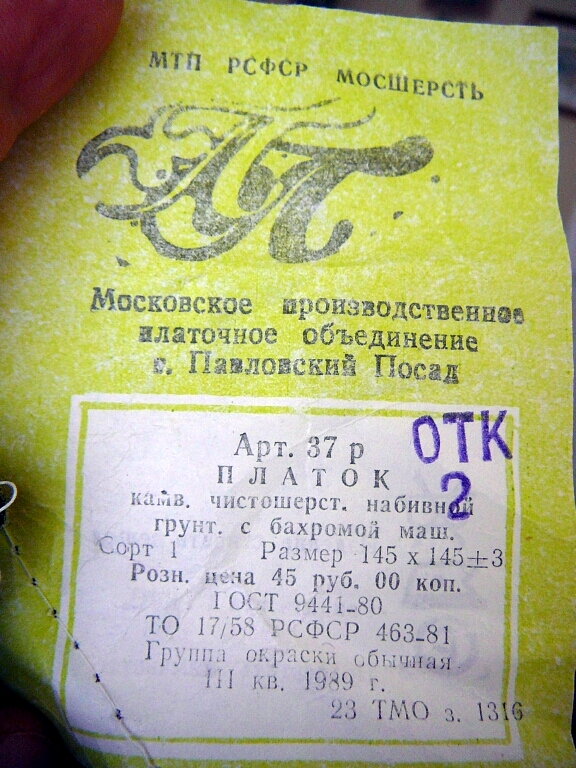 МТП РСФСР МОСШЕРСТЬ
АП
Московское производственное
платочное объединение
г. Павловский Посад
Арт. 37 р
ОТК
2
ПЛАТОК
камв. чистошерст. набивной
грунт. с бахромой маш.
Сорт 1 Размер 145 х 145±3
Розн. цена 45 руб. 00 коп.
ГОСТ 9441-80
ТО 17/58 РСФСР 463-81
Группа окраски обычная
III кв. 1989 г.
23 ТМО з. 1316